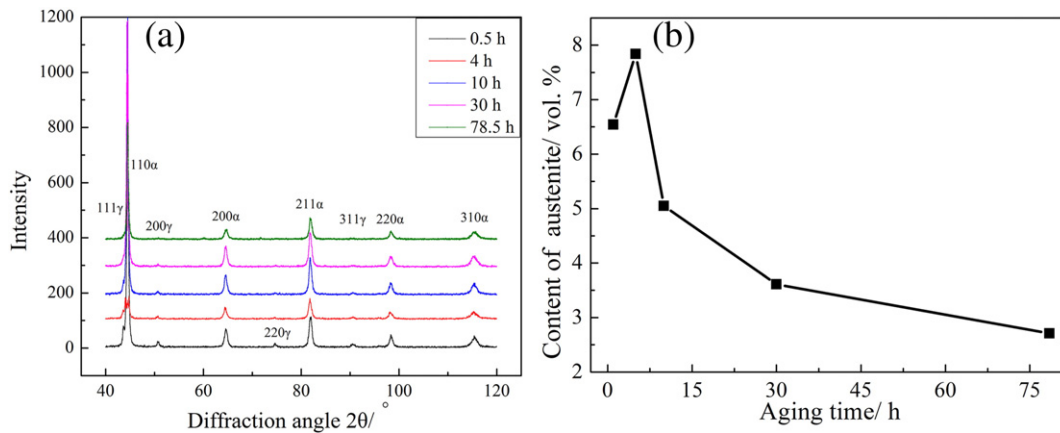 (a)
1200
1000
800
600
400
200
0
Intensity
0.5 h
4 h
10 h
30 h
78.5 h
110α
111γ
200γ
200α
211α
311γ
220α
310α
220γ
40
60
80
100
120
Diffraction angle 2θ/ °
(b)
8
7
6
5
4
3
2
Content of austenite/ vol. %
0
15
30
45
60
75
Aging time/ h